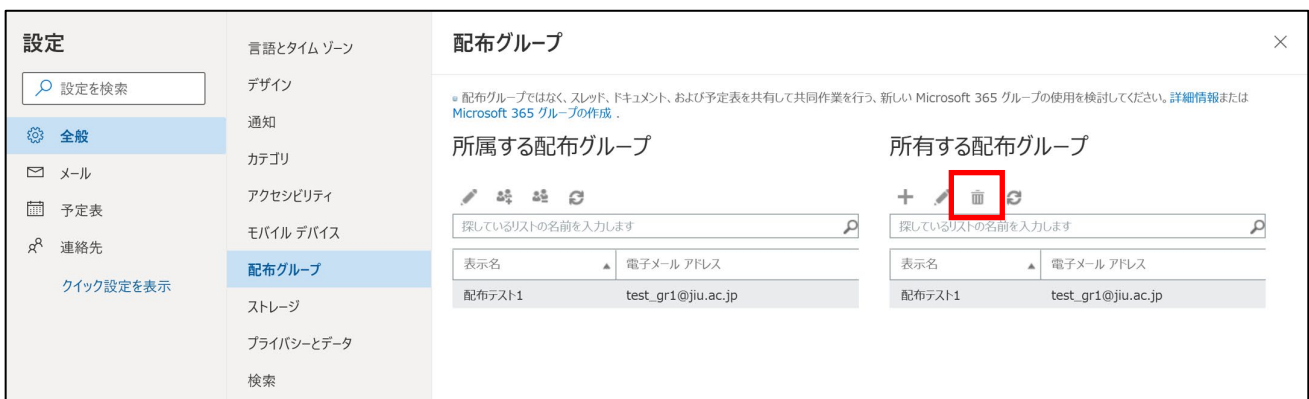 設定
設定を検索
全般
メール
予定表
連絡先
クイック設定を表示
言語とタイム ゾーン
デザイン
通知
カテゴリ
アクセシビリティ
モバイル デバイス
配布グループ
ストレージ
プライバシーとデータ
検索
配布グループ
配布グループではなく、スレッド、ドキュメント、および予定表を共有して共同作業を行う、新しい Microsoft 365 グループの使用を検討してください。詳細情報または
Microsoft 365 グループの作成 .
所属する配布グループ
探しているリストの名前を入力します
表示名 電子メール アドレス
配布テスト1 test_gr1@jiu.ac.jp
所有する配布グループ
探しているリストの名前を入力します
表示名 電子メール アドレス
配布テスト1 test_gr1@jiu.ac.jp